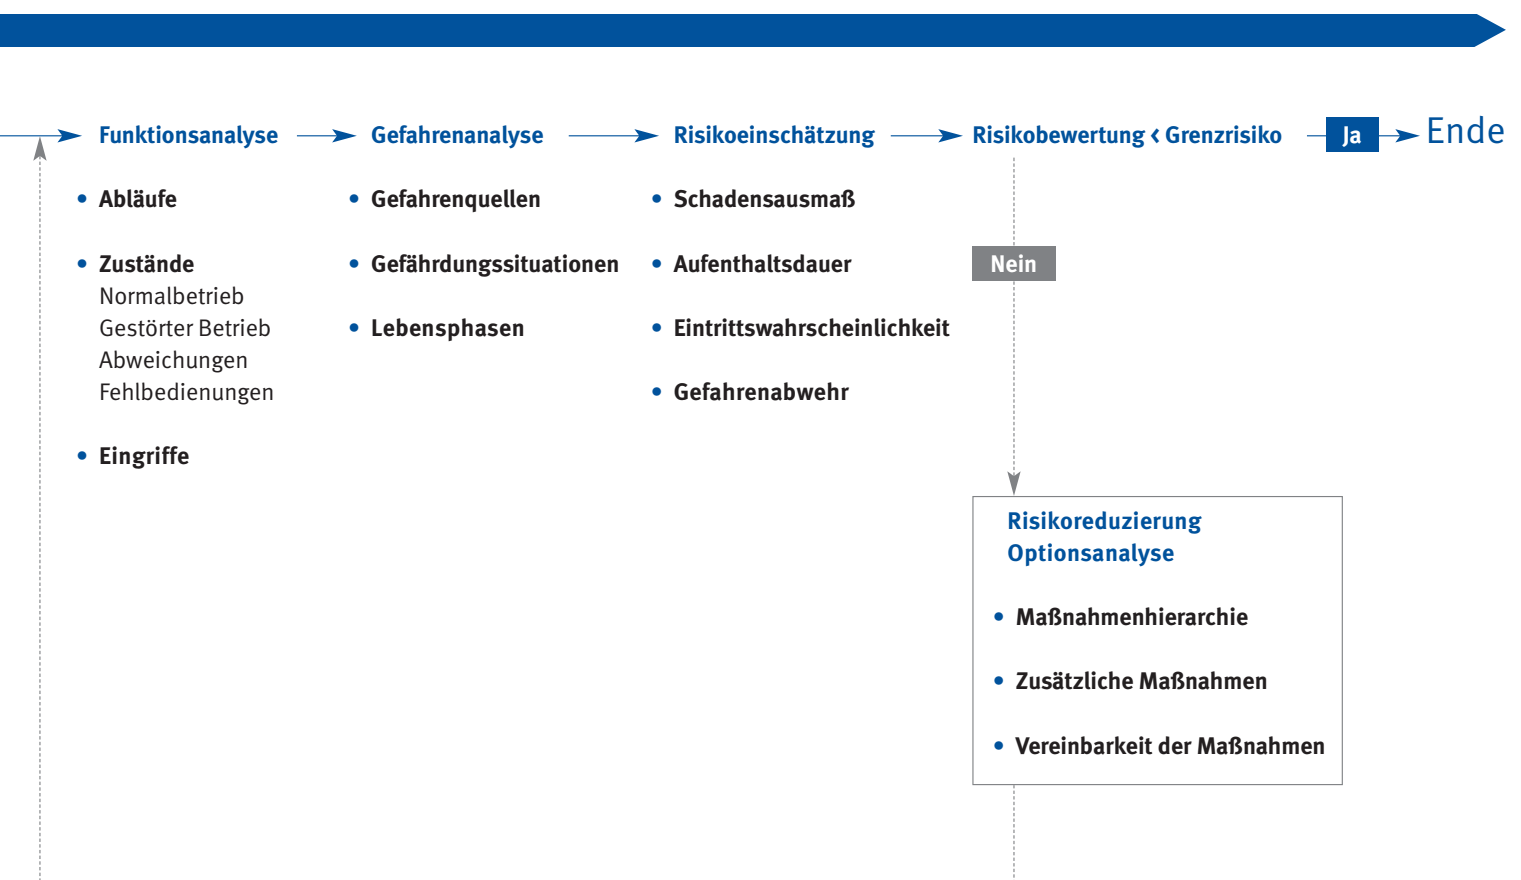 Funktionsanalyse
Gefahrenanalyse
Risikoeinschätzung
Risikobewertung < Grenzrisiko
Ja
Ende
• Abläufe
• Zustände
Normalbetrieb
Gestörter Betrieb
Abweichungen
Fehlbedienungen
• Eingriffe
• Gefahrenquellen
• Gefährdungssituationen
• Lebensphasen
• Schadensausmaß
• Aufenthaltsdauer
• Eintrittswahrscheinlichkeit
• Gefahrenabwehr
Nein
Risikoreduzierung
Optionsanalyse
• Maßnahmenhierarchie
• Zusätzliche Maßnahmen
• Vereinbarkeit der Maßnahmen